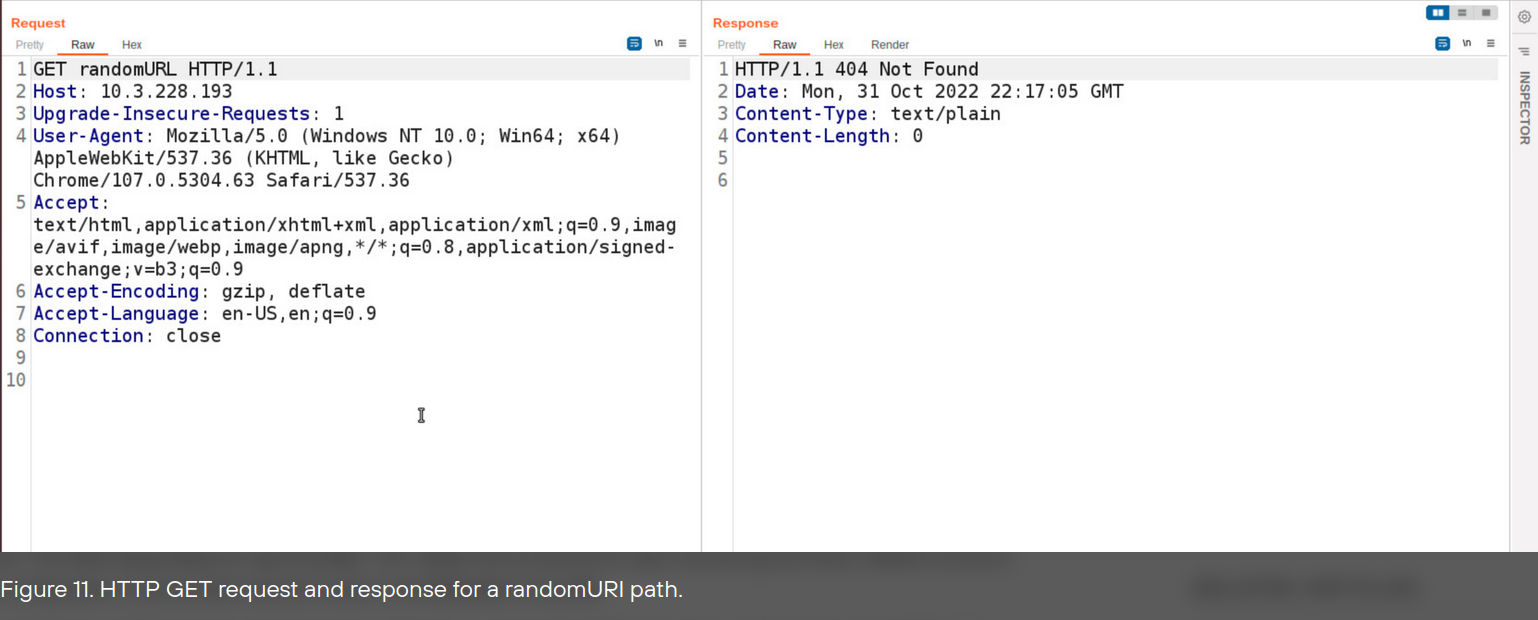 Request
Pretty Raw Hex
\n
1 GET randomURL HTTP/1.1
2 Host: 10.3.228.193
3 Upgrade-Insecure-Requests: 1
4 User-Agent: Mozilla/5.0 (Windows NT 10.0; Win64; x64)
AppleWebKit/537.36 (KHTML, like Gecko)
Chrome/107.0.5304.63 Safari/537.36
5 Accept:
text/html,application/xhtml+xml,application/xml;q=0.9,imag
e/avif,image/webp,image/apng,*/*;q=0.8,application/signed-
exchange;v=b3;q=0.9
6 Accept-Encoding: gzip, deflate
7 Accept-Language: en-US,en;q=0.9
8 Connection: close
9
10
Response
Pretty Raw Hex Render
\n
1 HTTP/1.1 404 Not Found
2 Date: Mon, 31 Oct 2022 22:17:05 GMT
3 Content-Type: text/plain
4 Content-Length: 0
5
6
INSPECTOR
Figure 11. HTTP GET request and response for a randomURI path.